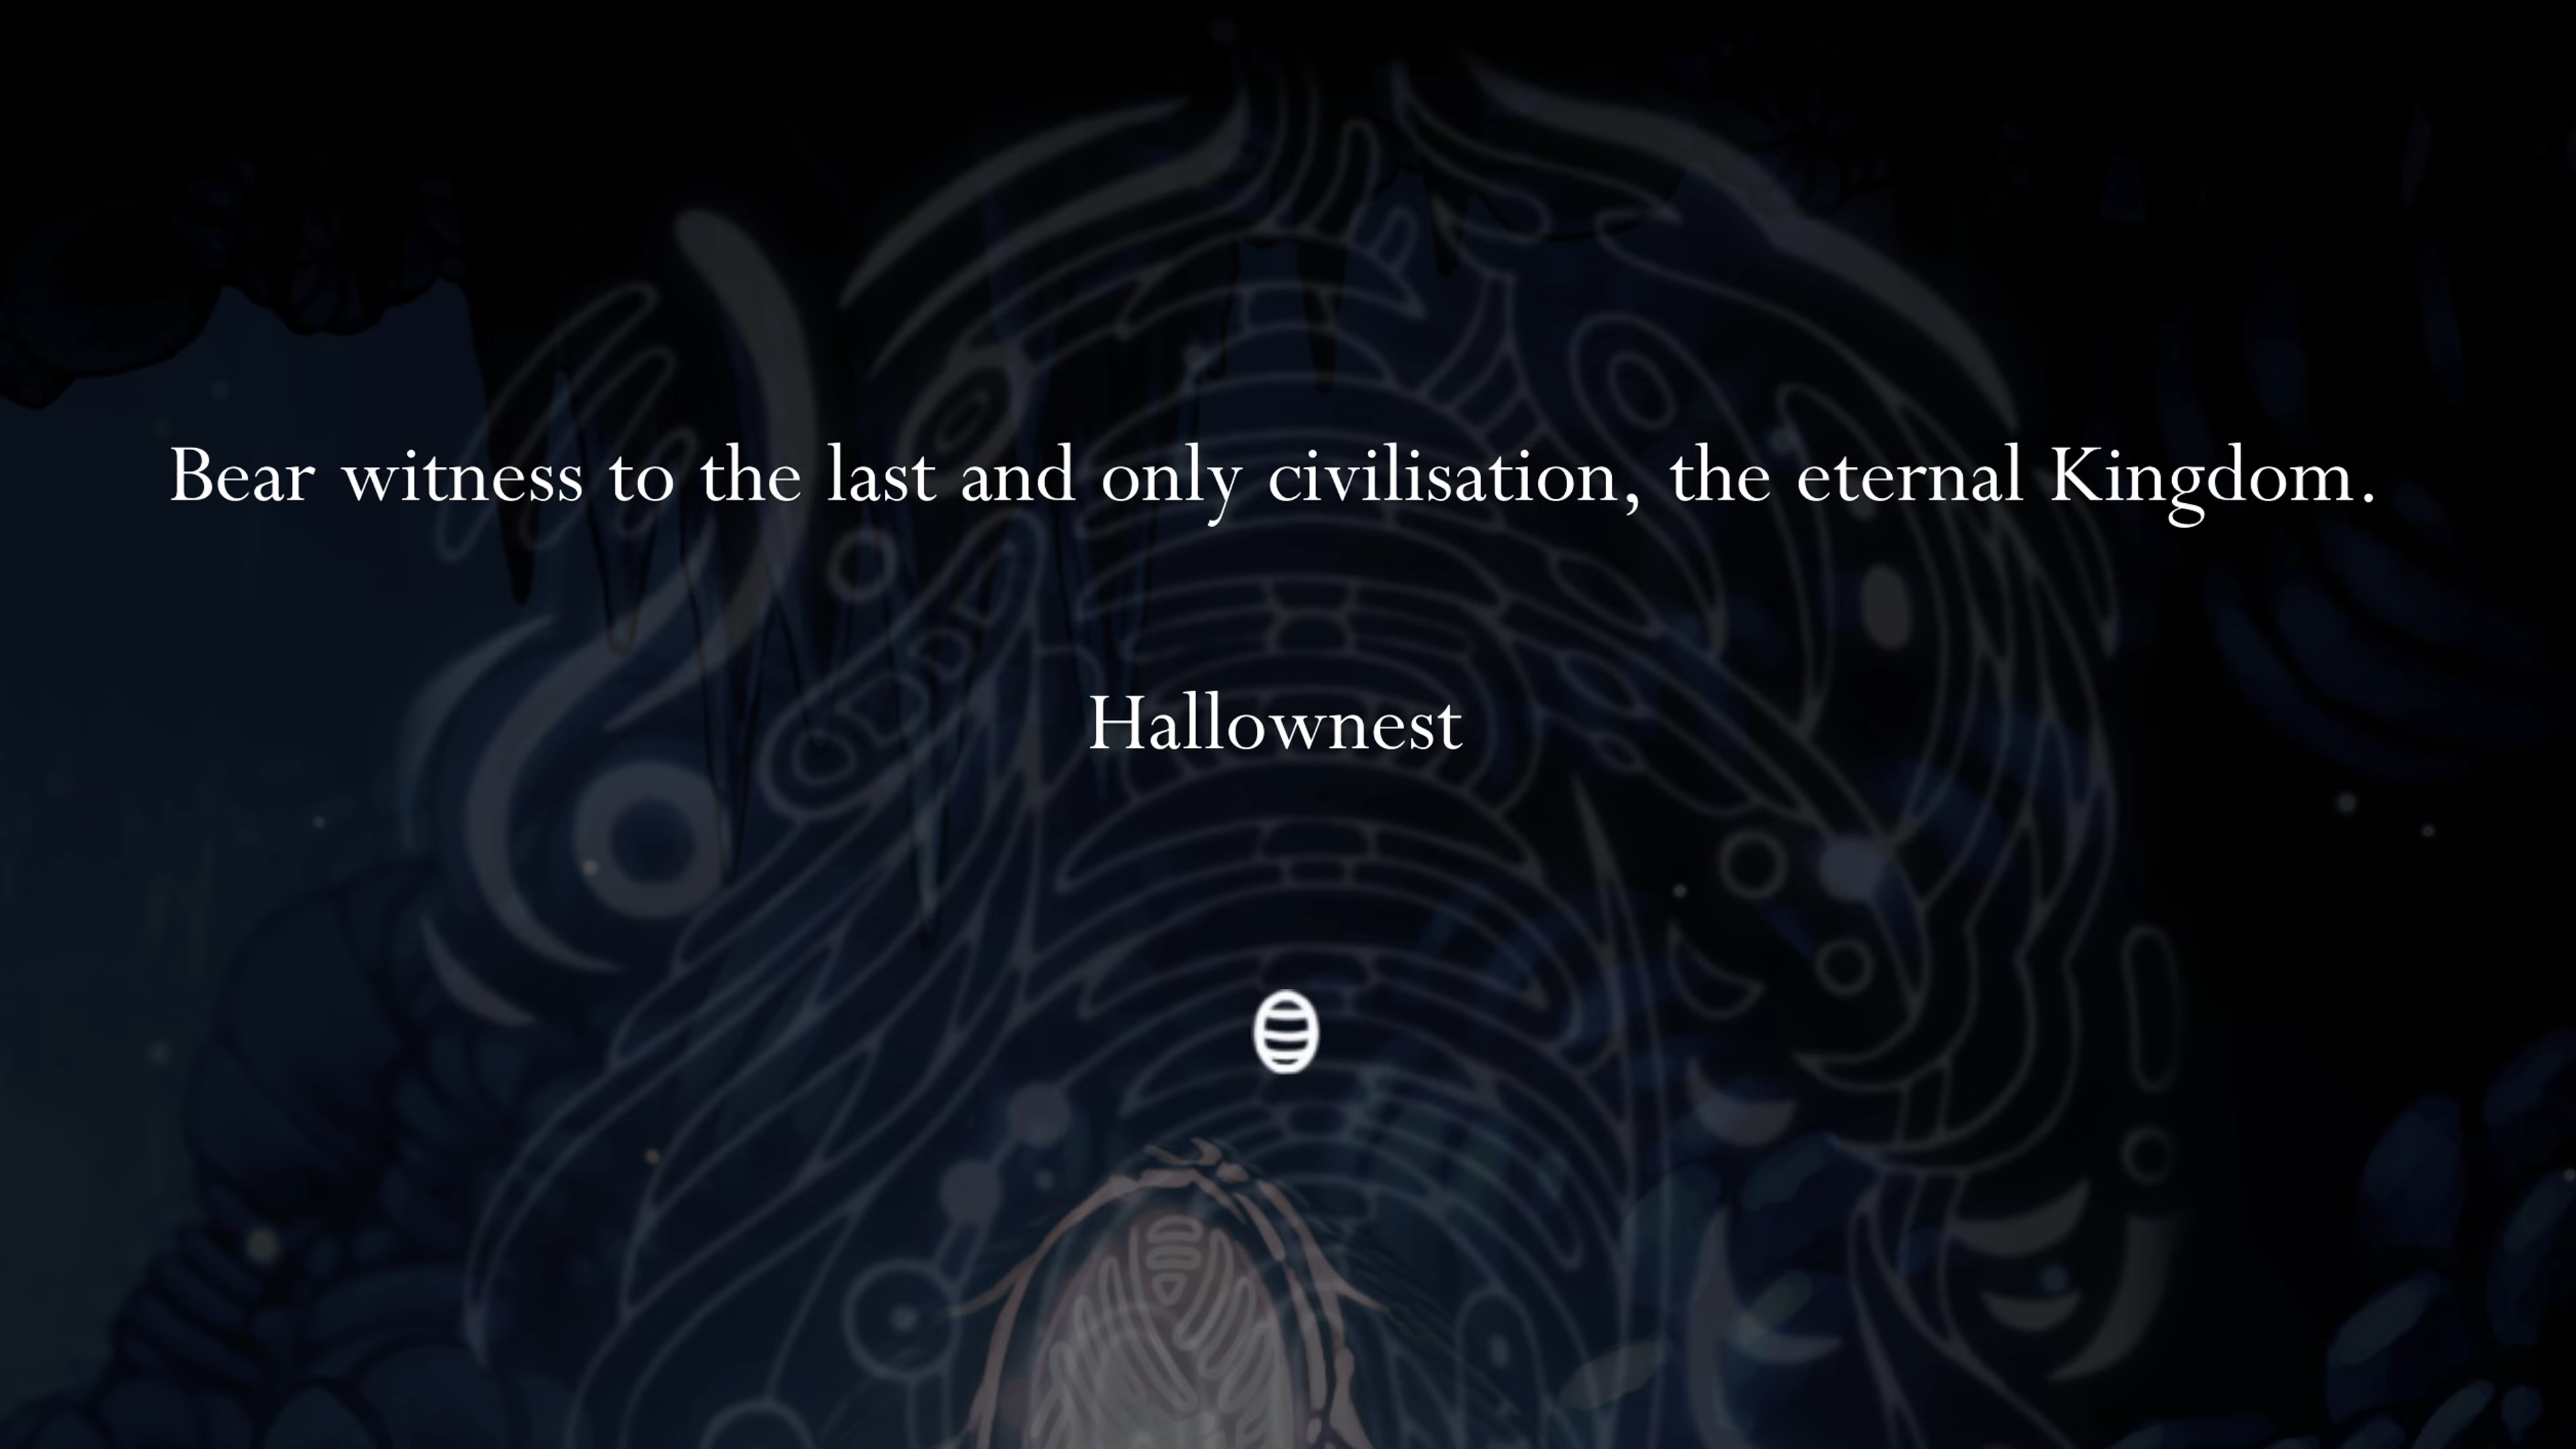 Bear witness to the last and only civilisation, the eternal Kingdom.
Hallownest